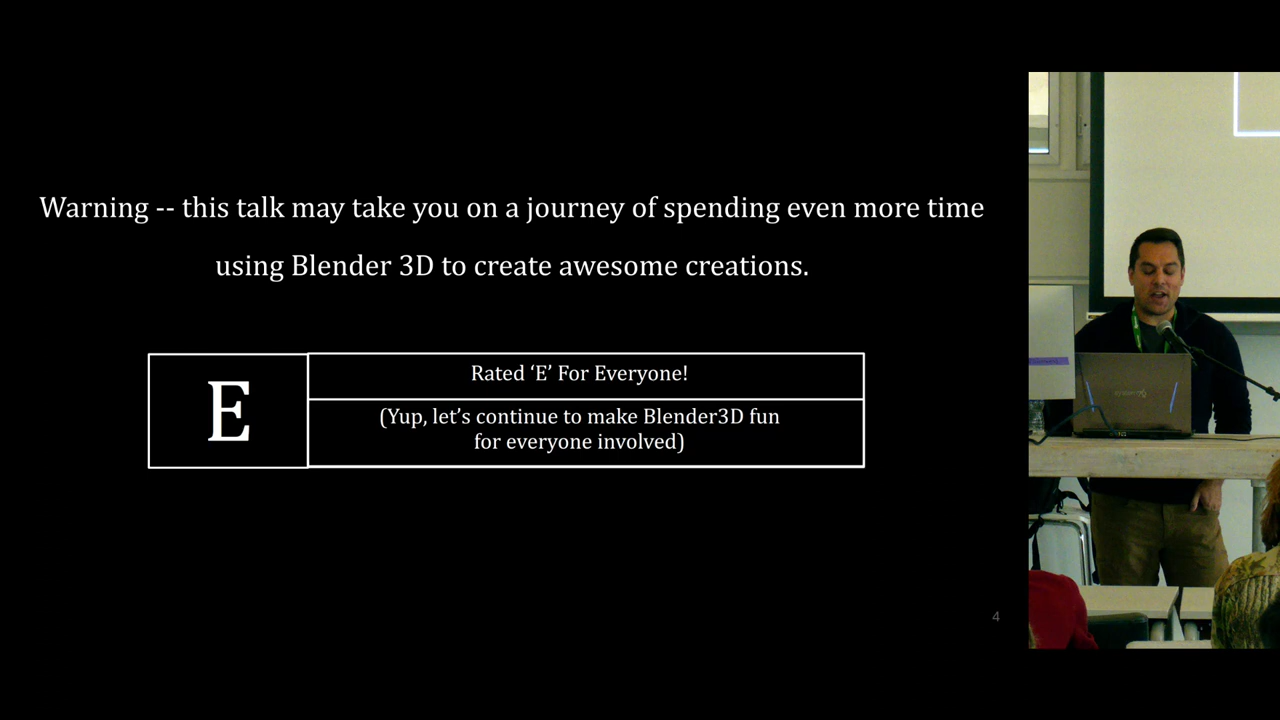 Warning -- this talk may take you on a journey of spending even more time
using Blender 3D to create awesome creations.
E
Rated ‘E’ For Everyone!
(Yup, let’s continue to make Blender3D fun
for everyone involved)
4